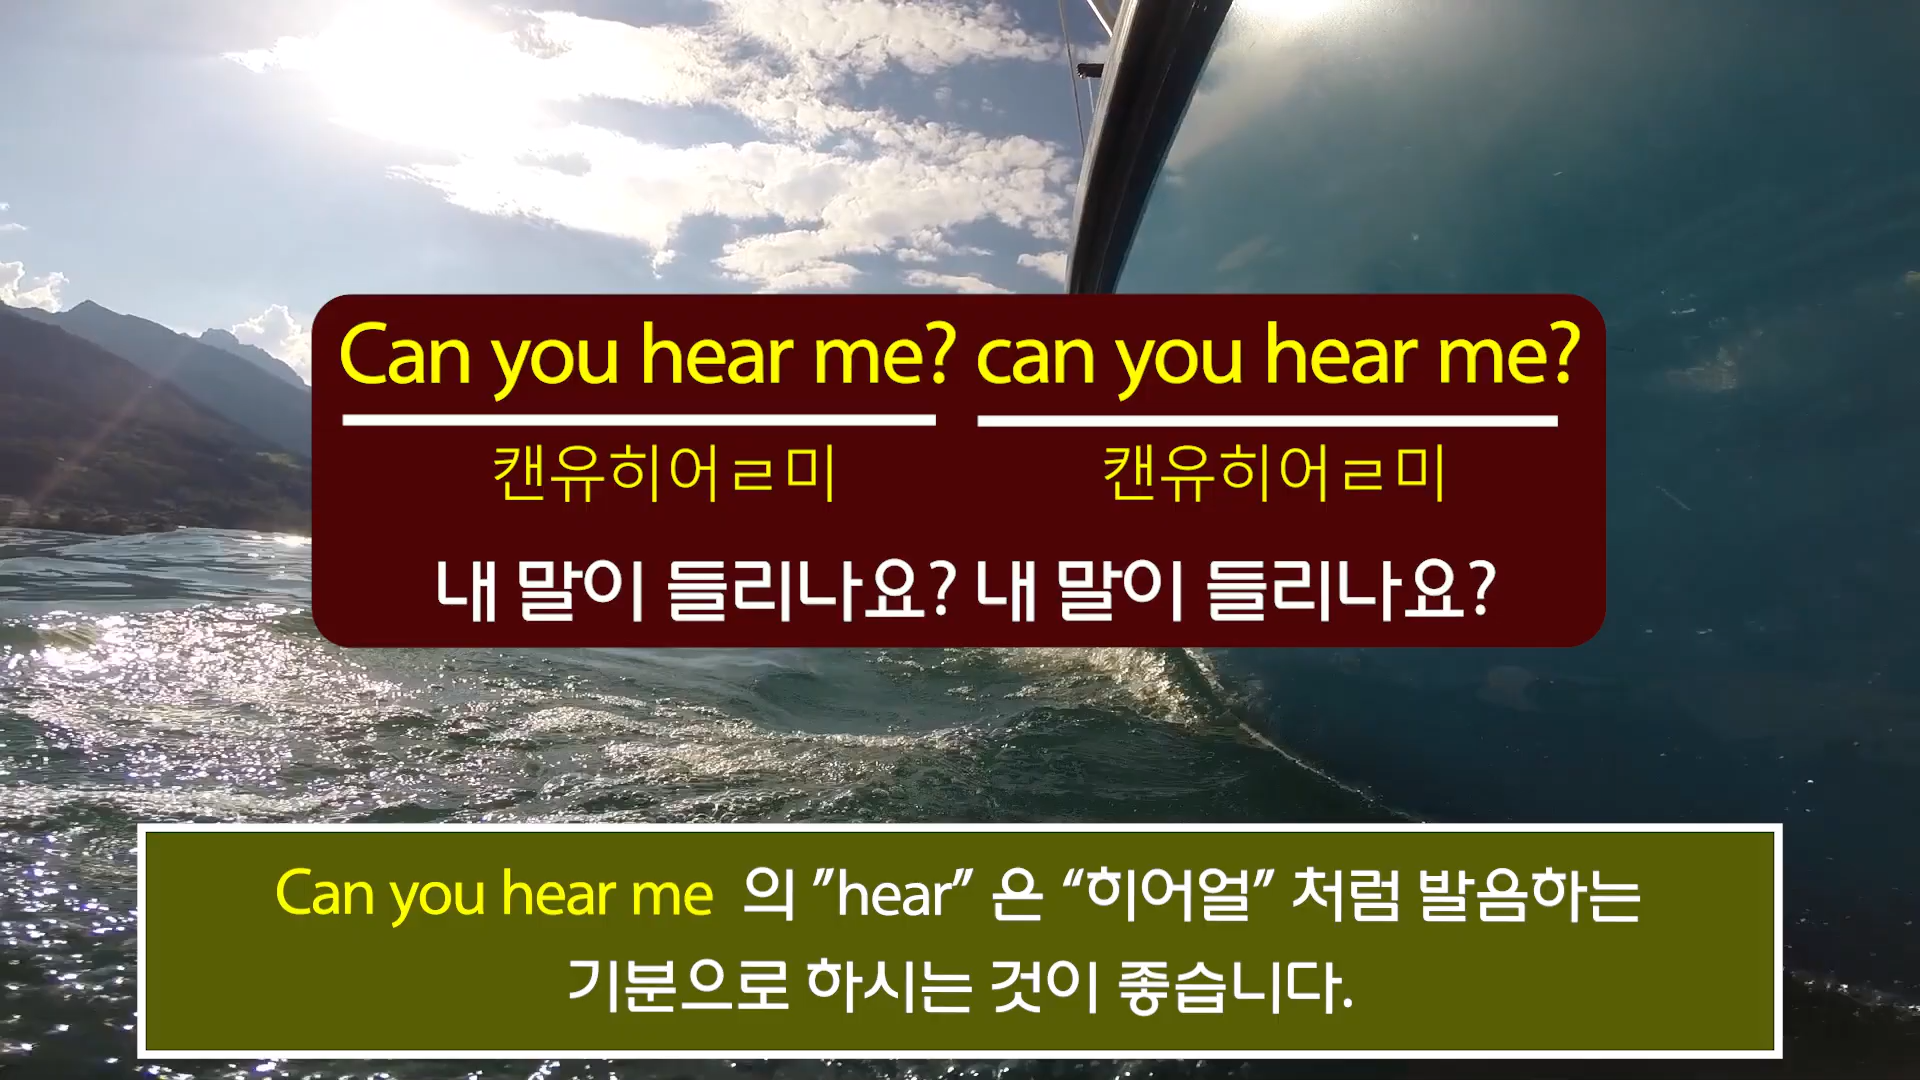 Can you hear me? can you hear me?
캔유히어ㄹ미 캔유히어ㄹ미
내 말이 들리나요? 내 말이 들리나요?
Can you hear me 의 ”hear” 은 “히어얼” 처럼 발음하는
기분으로 하시는 것이 좋습니다.